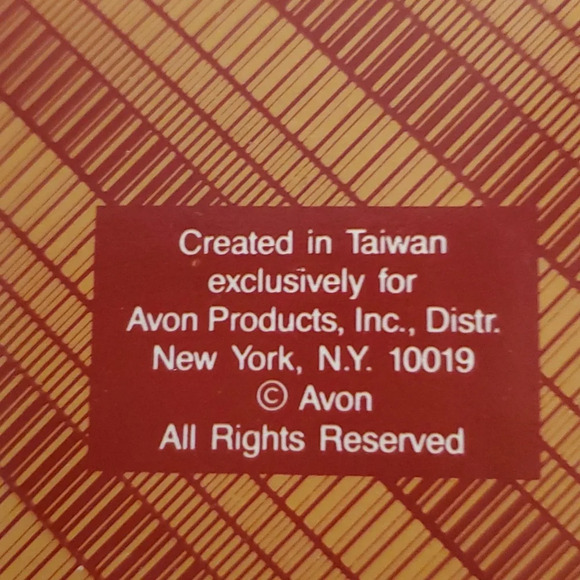 Created in Taiwan
exclusively for
Avon Products, Inc., Distr.
New York, N.Y. 10019
© Avon
All Rights Reserved